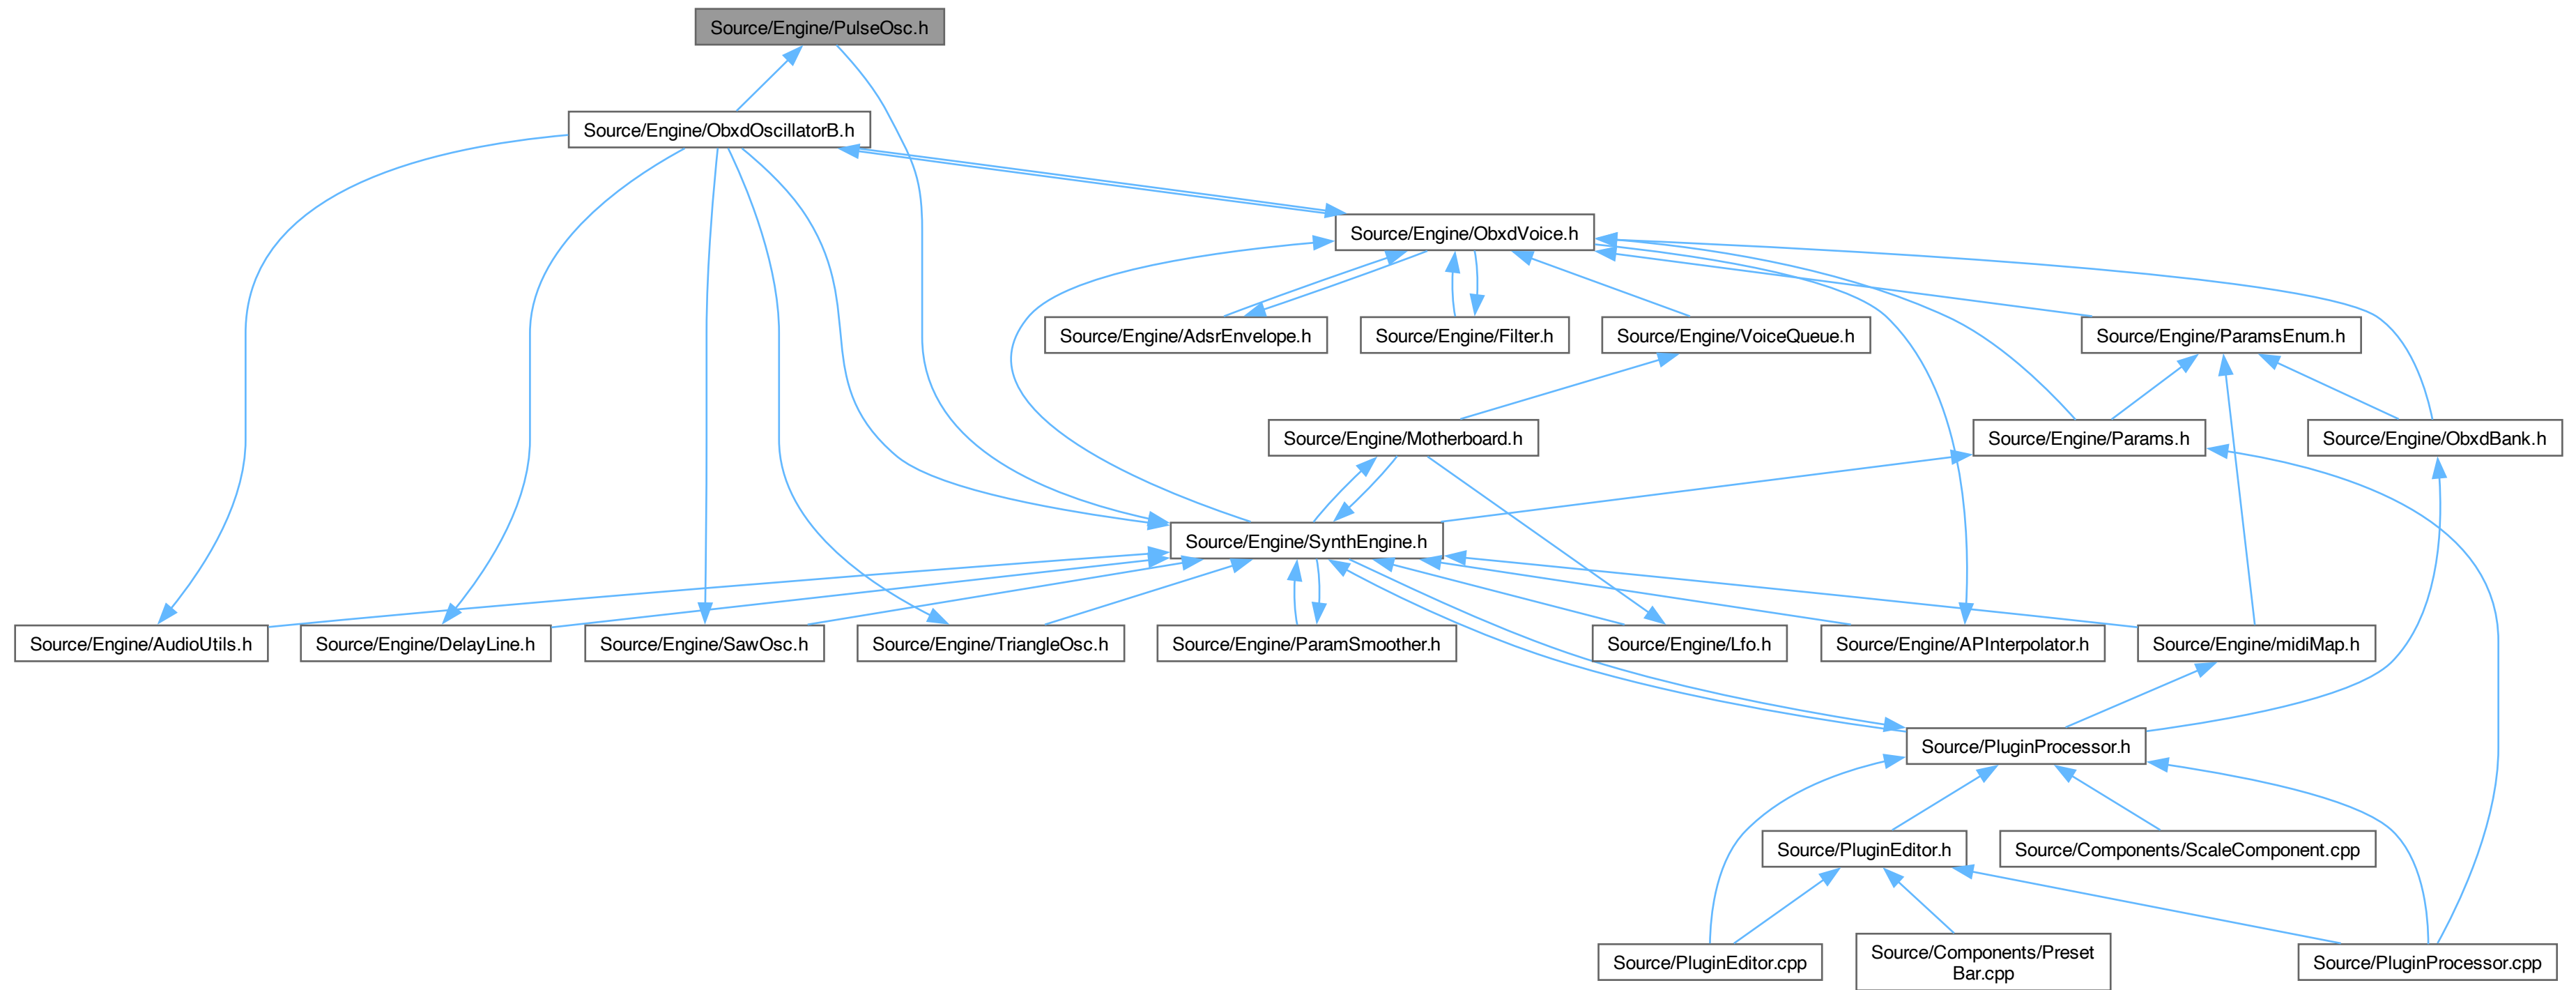 Source/Engine/PulseOsc.h
Source/Engine/ObxdOscillatorB.h
Source/Engine/ObxdVoice.h
Source/Engine/AdsrEnvelope.h
Source/Engine/Filter.h
Source/Engine/VoiceQueue.h
Source/Engine/ParamsEnum.h
Source/Engine/Motherboard.h
Source/Engine/Params.h
Source/Engine/ObxdBank.h
Source/Engine/SynthEngine.h
Source/Engine/AudioUtils.h
Source/Engine/DelayLine.h
Source/Engine/SawOsc.h
Source/Engine/TriangleOsc.h
Source/Engine/ParamSmoother.h
Source/Engine/Lfo.h
Source/Engine/APInterpolator.h
Source/Engine/midiMap.h
Source/PluginProcessor.h
Source/PluginEditor.h
Source/Components/ScaleComponent.cpp
Source/PluginEditor.cpp
Source/Components/Preset
Bar.cpp
Source/PluginProcessor.cpp